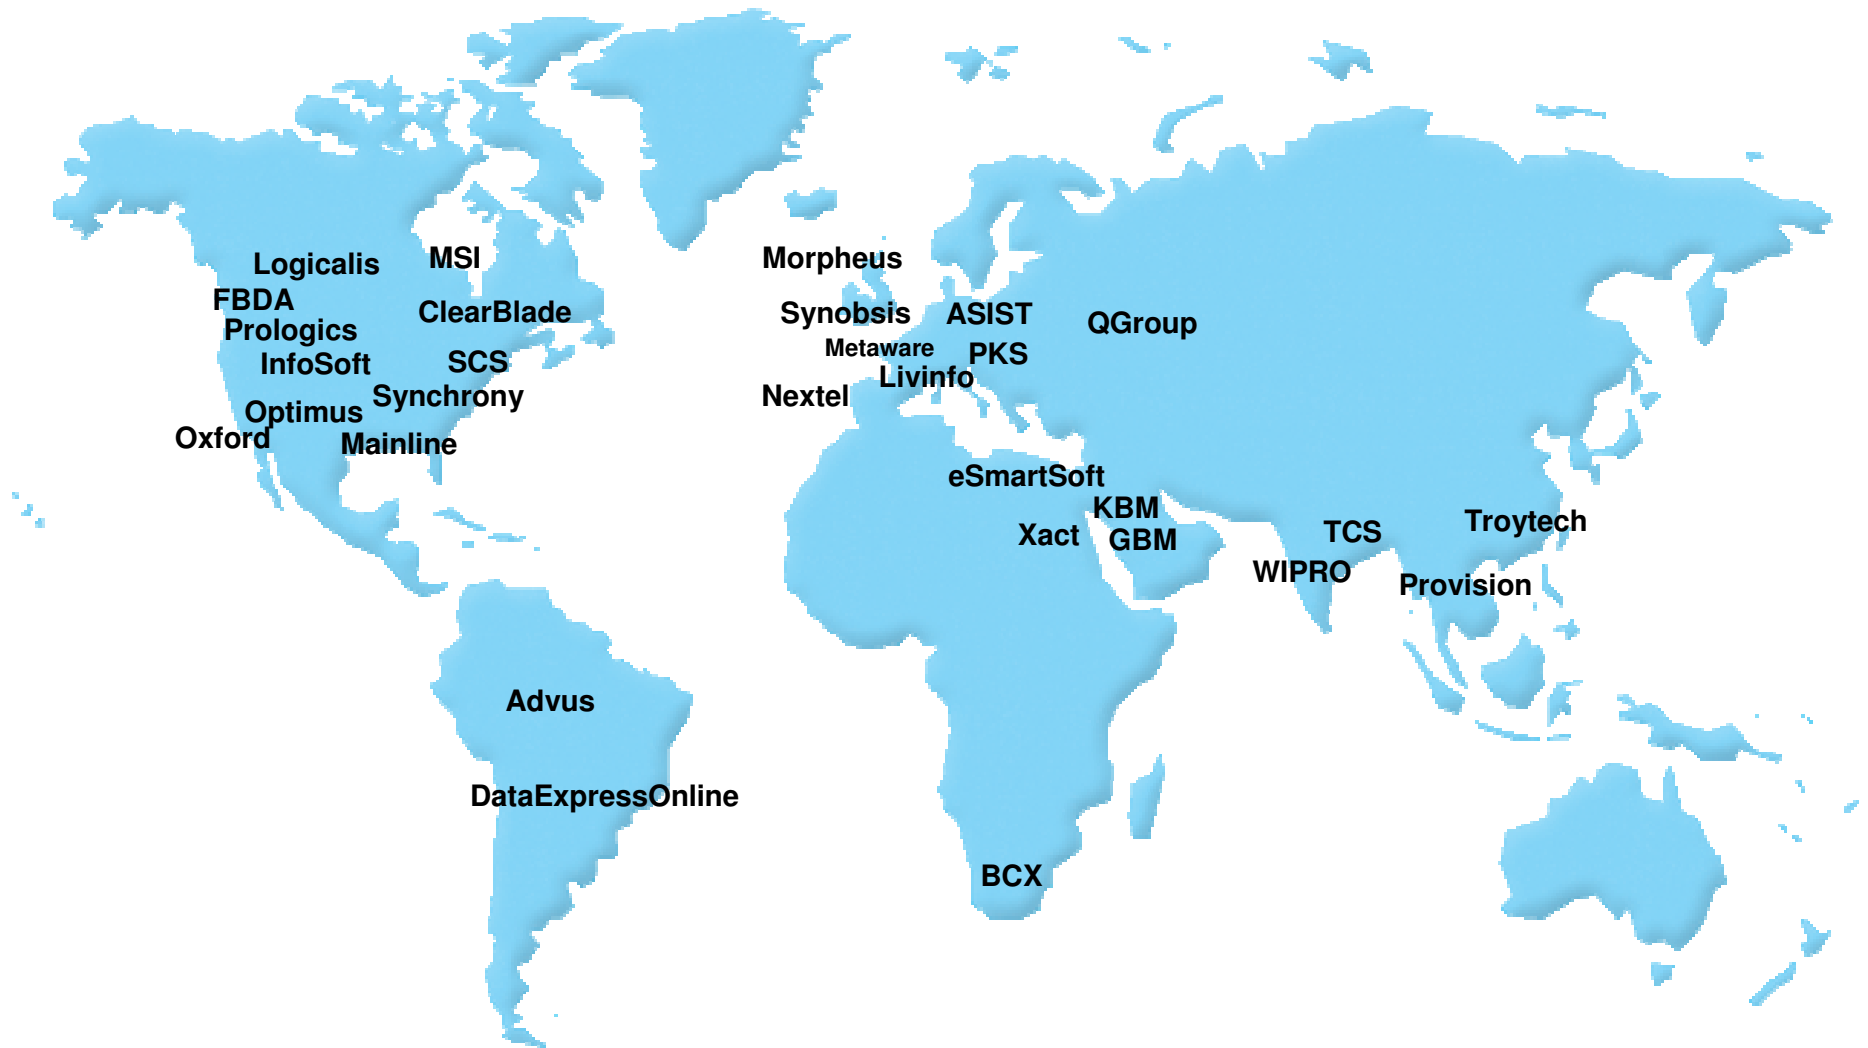 Logicalis
MSI
FBDA
ClearBlade
Prologics
InfoSoft
SCS
Synchrony
Optimus
Oxford
Mainline
Morpheus
Synobsis
ASIST
QGroup
Metaware
PKS
Livinfo
Nextel
eSmartSoft
KBM
Xact
GBM
TCS
Troytech
WIPRO
Provision
Advus
DataExpressOnline
BCX